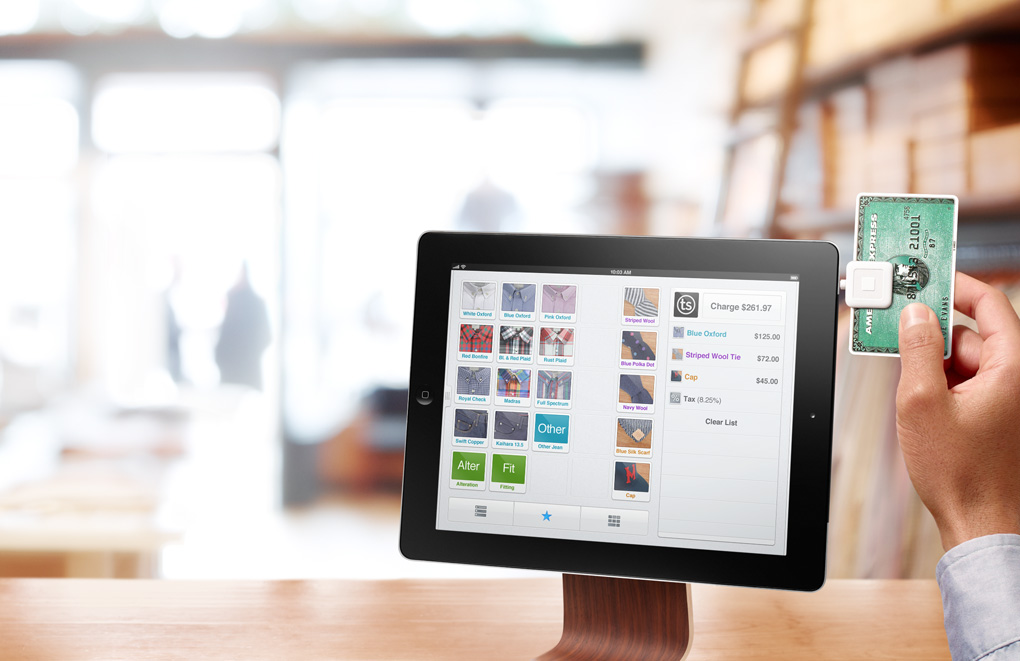 10:03 AM
White Oxford
Blue Oxford
Pink Oxford
Striped Wool
ts
Charge $261.97
Blue Oxford
$125.00
Striped Wool Tie
$72.00
Cap
$45.00
Tax (8.25%)
Clear List
Red Bonfire
Bl. & Red Plaid
Rust Plaid
Blue Polka Dot
Royal Check
Madras
Full Spectrum
Navy Wool
Swift Copper
Kaihara 13.5
Other
Other Jean
Blue Silk Scarf
Alter
Alteration
Fit
Fitting
Cap
21001
87
EVANS